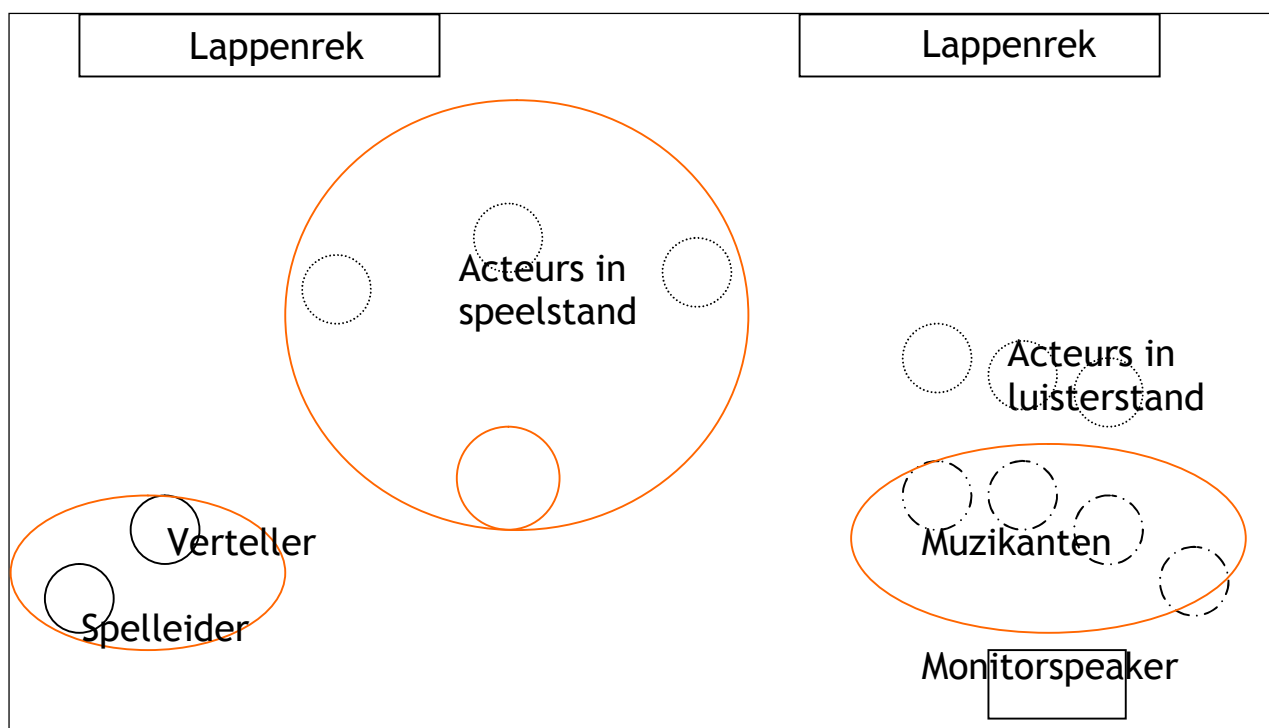 Lappenrek
Lappenrek
Acteurs in
speelstand
Acteurs in
luisterstand
Verteller
Muzikanten
Spelleider
Monitorspeaker